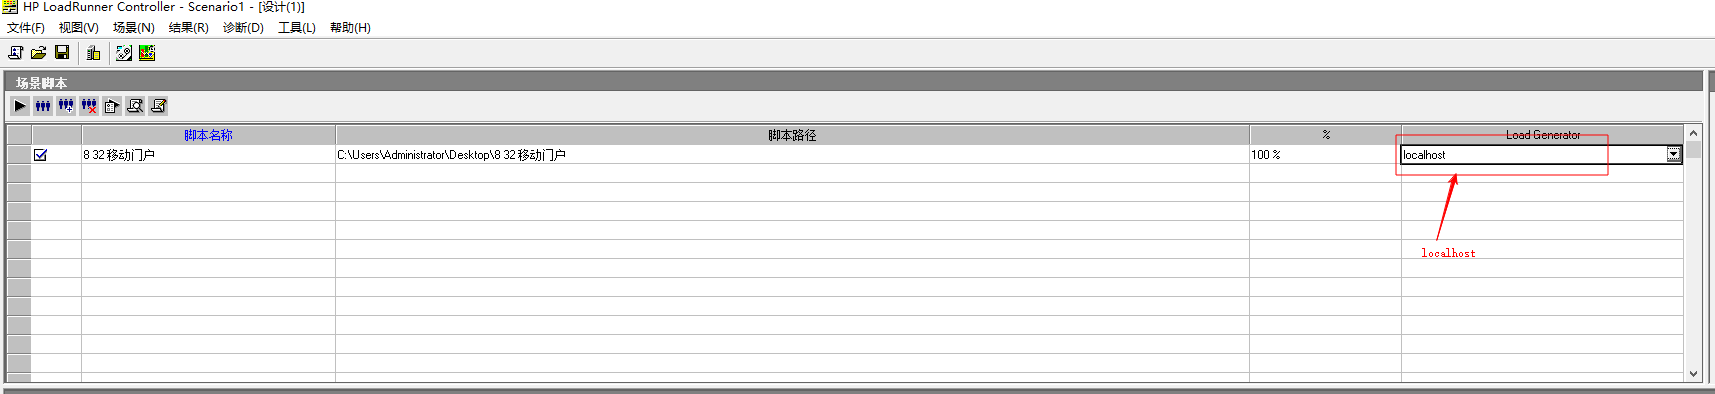 HP LoadRunner Controller - Scenario1 - [设计(1)]
文件(F) 视图(V) 场景(N) 结果(R) 诊断(D) 工具(L) 帮助(H)
场景脚本
脚本名称 脚本路径 % Load Generator
8 32移动门户 C:\Users\Administrator\Desktop\8 32移动门户 100 % localhost
localhost